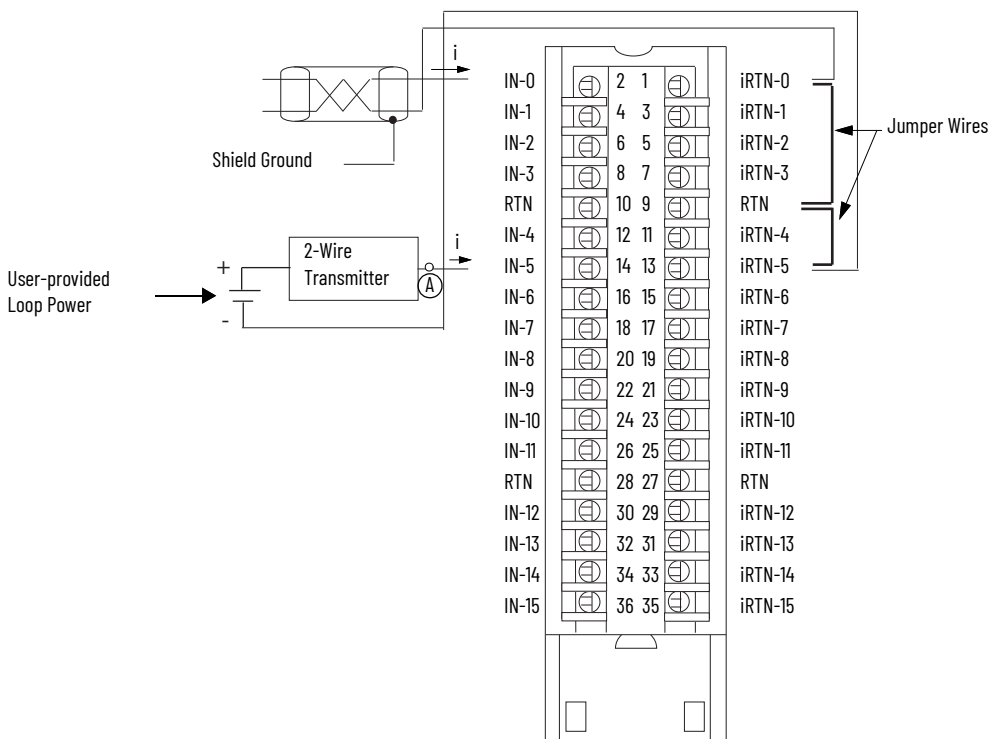 i
IN-0 2 1 iRTN-0
IN-1 4 3 iRTN-1
Jumper Wires
IN-2 6 5 iRTN-2
Shield Ground
IN-3 8 7 iRTN-3
RTN 10 9 RTN
IN-4 12 11 iRTN-4
i
2-Wire
Transmitter
A
+
-
User-provided
Loop Power
IN-5 14 13 iRTN-5
IN-6 16 15 iRTN-6
IN-7 18 17 iRTN-7
IN-8 20 19 iRTN-8
IN-9 22 21 iRTN-9
IN-10 24 23 iRTN-10
IN-11 26 25 iRTN-11
RTN 28 27 RTN
IN-12 30 29 iRTN-12
IN-13 32 31 iRTN-13
IN-14 34 33 iRTN-14
IN-15 36 35 iRTN-15